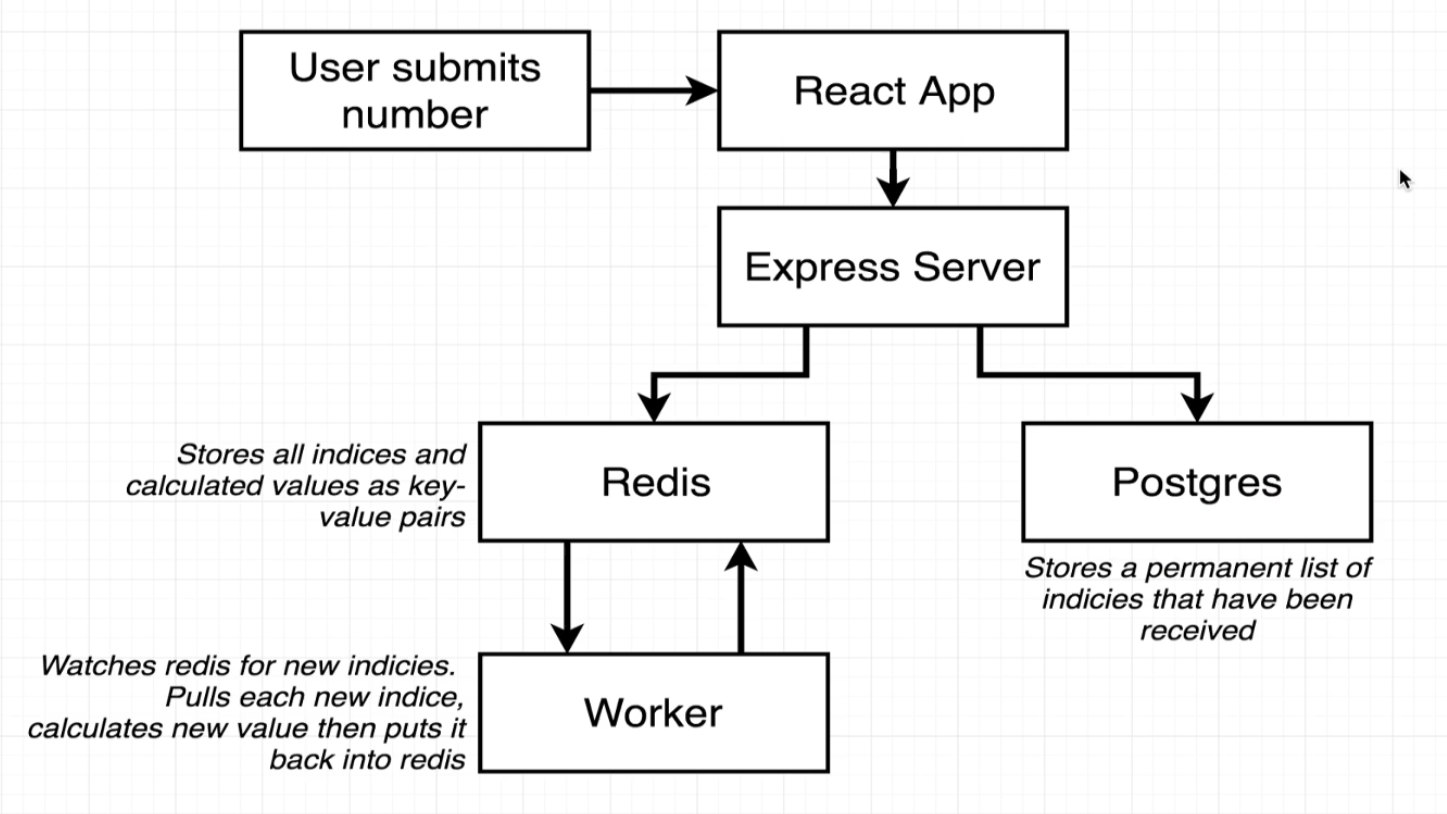 User submits
number
React App
Express Server
Stores all indices and
calculated values as key-
value pairs
Redis
Postgres
Stores a permanent list of
indicies that have been
received
Watches redis for new indicies.
Pulls each new indice,
calculates new value then puts it
back into redis
Worker